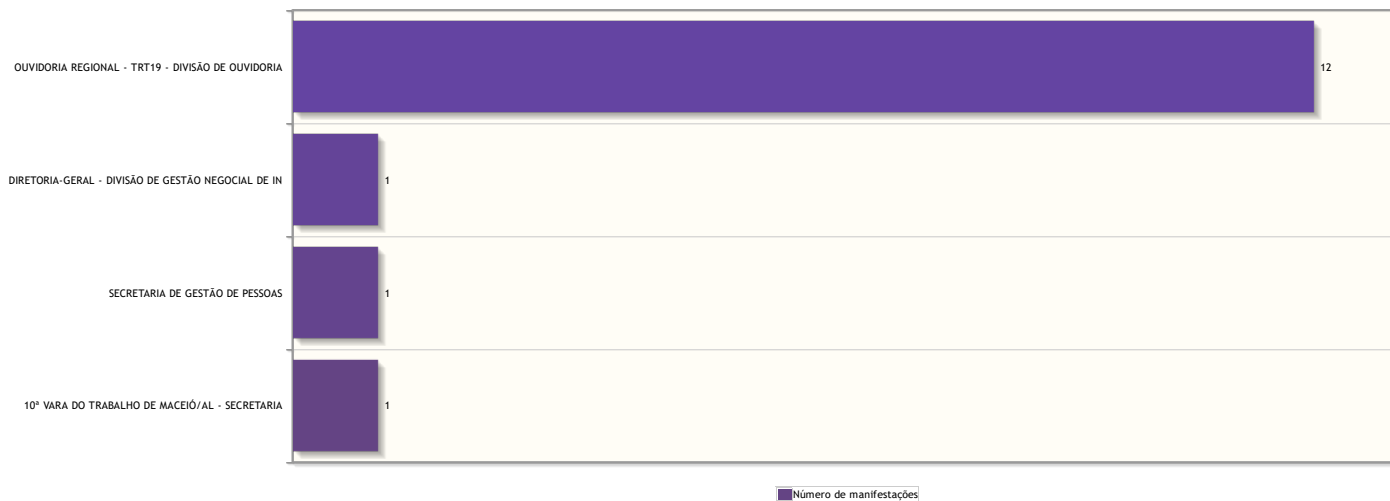 OUVIDORIA REGIONAL - TRT19 - DIVISÃO DE OUVIDORIA
12
DIRETORIA-GERAL - DIVISÃO DE GESTÃO NEGOCIAL DE IN
1
SECRETARIA DE GESTÃO DE PESSOAS
1
10ª VARA DO TRABALHO DE MACEIÓ/AL - SECRETARIA
1
Número de manifestações